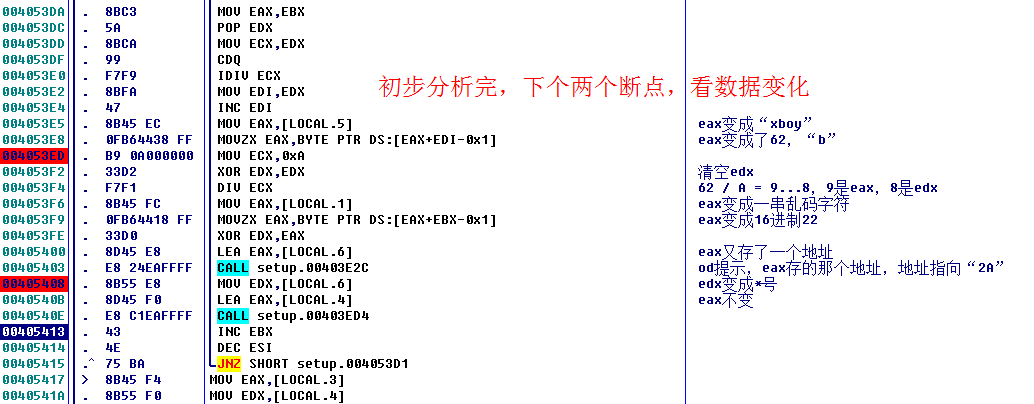 004053DA . 8BC3 MOV EAX,EBX
004053DC . 5A POP EDX
004053DD . 8BCA MOV ECX,EDX
004053DF . 99 CDQ
004053E0 . F7F9 IDIV ECX
004053E2 . 8BFA MOV EDI,EDX
初步分析完，下个两个断点，看数据变化
004053E4 . 47 INC EDI
004053E5 . 8B45 EC MOV EAX,[LOCAL.5] eax变成“xboy”
004053E8 . 0FB64438 FF MOVZX EAX,BYTE PTR DS:[EAX+EDI-0x1] eax变成了62，“b”
004053ED . B9 0A000000 MOV ECX,0xA
004053F2 . 33D2 XOR EDX,EDX 清空edx
004053F4 . F7F1 DIV ECX 62 / A = 9...8，9是eax，8是edx
004053F6 . 8B45 FC MOV EAX,[LOCAL.1] eax变成一串乱码字符
004053F9 . 0FB64418 FF MOVZX EAX,BYTE PTR DS:[EAX+EBX-0x1] eax变成16进制22
004053FE . 33D0 XOR EDX,EAX
00405400 . 8D45 E8 LEA EAX,[LOCAL.6] eax又存了一个地址
00405403 . E8 24EAFFFF CALL setup.00403E2C od提示，eax存的那个地址，地址指向“2A”
00405408 . 8B55 E8 MOV EDX,[LOCAL.6] edx变成*号
0040540B . 8D45 F0 LEA EAX,[LOCAL.4] eax不变
0040540E . E8 C1EAFFFF CALL setup.00403ED4
00405413 . 43 INC EBX
00405414 . 4E DEC ESI
00405415 .^ 75 BA JNZ SHORT setup.004053D1
00405417 > 8B45 F4 MOV EAX,[LOCAL.3]
0040541A . 8B55 F0 MOV EDX,[LOCAL.4]